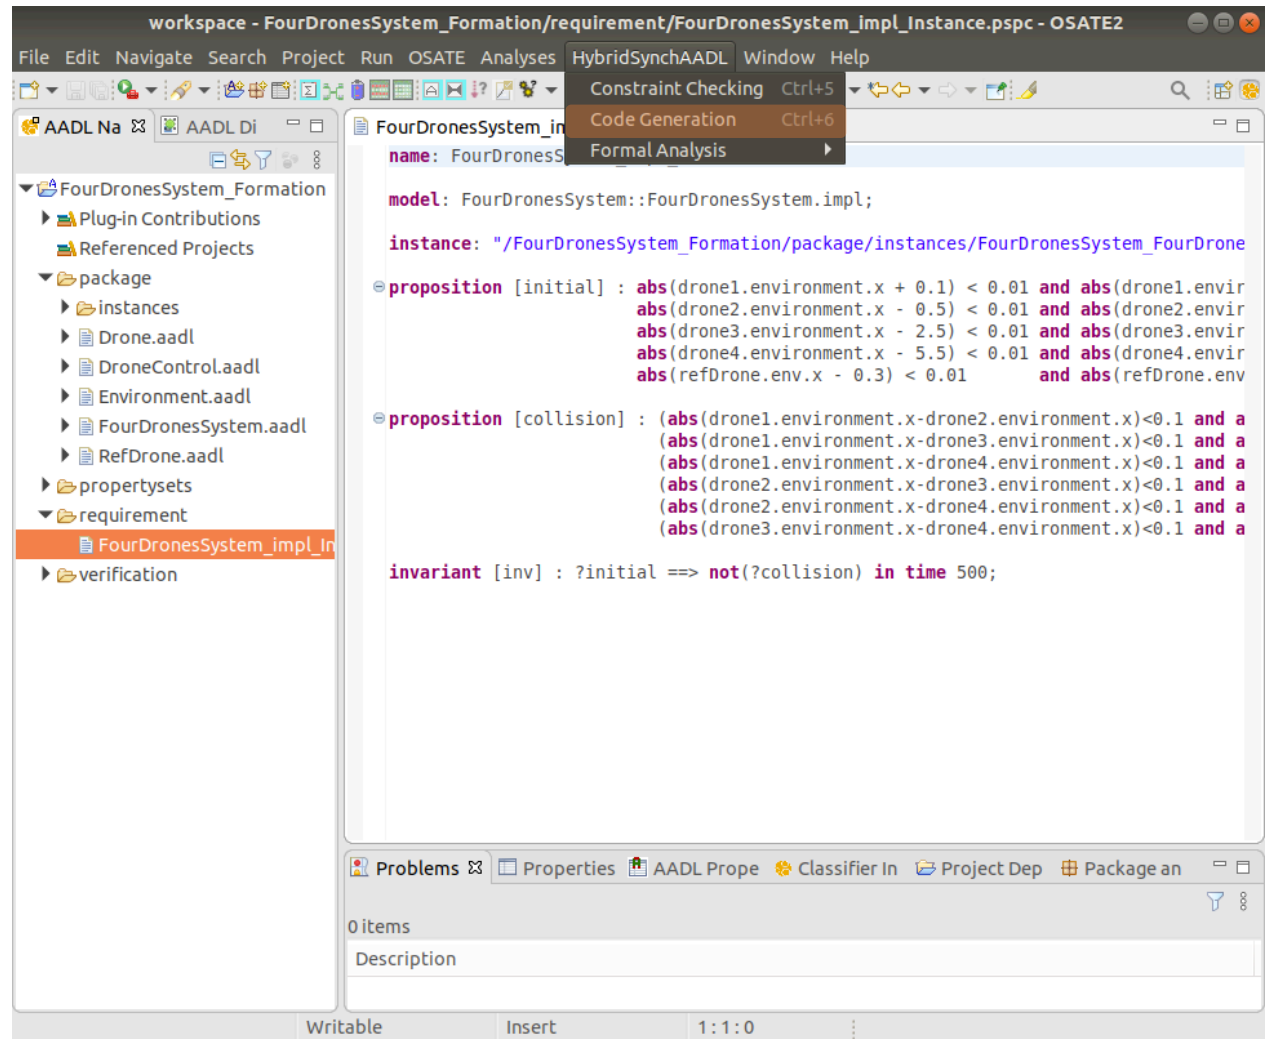 workspace - FourDronesSystem_Formation/requirement/FourDronesSystem_impl_Instance.pspc - OSATE2
File Edit Navigate Search Project Run OSATE Analyses HybridSynchAADL Window Help
Constraint Checking Ctrl+5
Code Generation Ctrl+6
Formal Analysis
AADL Na
AADL Di
FourDronesSystem_Formation
Plug-in Contributions
Referenced Projects
package
instances
Drone.aadl
DroneControl.aadl
Environment.aadl
FourDronesSystem.aadl
RefDrone.aadl
propertysets
requirement
FourDronesSystem_impl_In
verification
FourDronesSystem_in
name: FourDronesS
model: FourDronesSystem::FourDronesSystem.impl;
instance: "/FourDronesSystem_Formation/package/instances/FourDronesSystem_FourDrone
proposition [initial] : abs(drone1.environment.x + 0.1) < 0.01 and abs(drone1.envir
abs(drone2.environment.x - 0.5) < 0.01 and abs(drone2.envir
abs(drone3.environment.x - 2.5) < 0.01 and abs(drone3.envir
abs(drone4.environment.x - 5.5) < 0.01 and abs(drone4.envir
abs(refDrone.env.x - 0.3) < 0.01 and abs(refDrone.env
proposition [collision] : (abs(drone1.environment.x-drone2.environment.x)<0.1 and a
(abs(drone1.environment.x-drone3.environment.x)<0.1 and a
(abs(drone1.environment.x-drone4.environment.x)<0.1 and a
(abs(drone2.environment.x-drone3.environment.x)<0.1 and a
(abs(drone2.environment.x-drone4.environment.x)<0.1 and a
(abs(drone3.environment.x-drone4.environment.x)<0.1 and a
invariant [inv] : ?initial ==> not(?collision) in time 500;
Problems Properties AADL Prope Classifier In Project Dep Package an
0 items
Description
Writable Insert 1:1:0